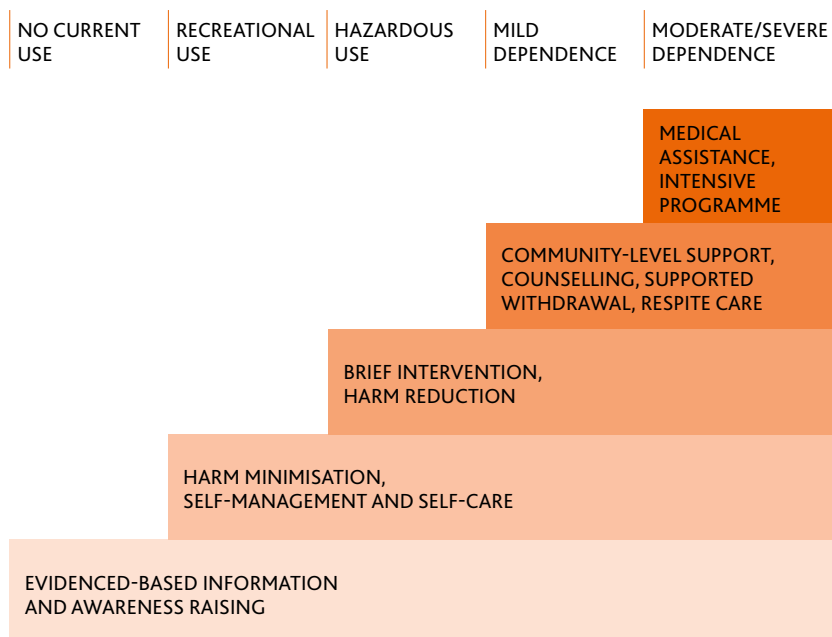 NO CURRENT
USE
RECREATIONAL
USE
HAZARDOUS
USE
MILD
DEPENDENCE
MODERATE/SEVERE
DEPENDENCE
MEDICAL
ASSISTANCE,
INTENSIVE
PROGRAMME
COMMUNITY-LEVEL SUPPORT,
COUNSELLING, SUPPORTED
WITHDRAWAL, RESPITE CARE
BRIEF INTERVENTION,
HARM REDUCTION
HARM MINIMISATION,
SELF-MANAGEMENT AND SELF-CARE
EVIDENCED-BASED INFORMATION
AND AWARENESS RAISING